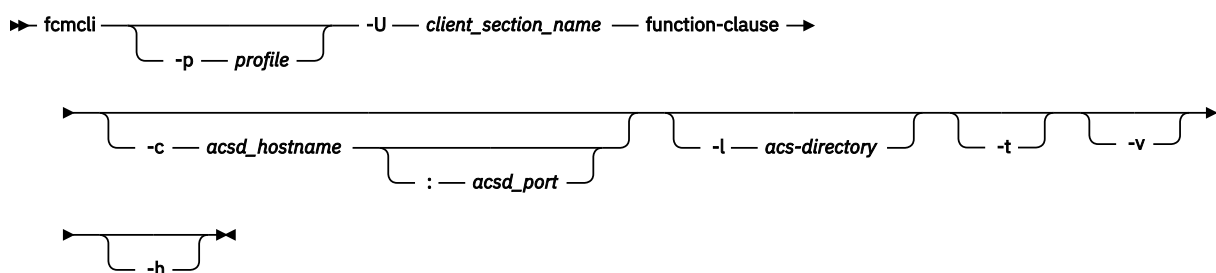 fcmcli -U client_section_name function-clause
-p profile
-c acsd_hostname -l acs-directory -t -v
: acsd_port
-h